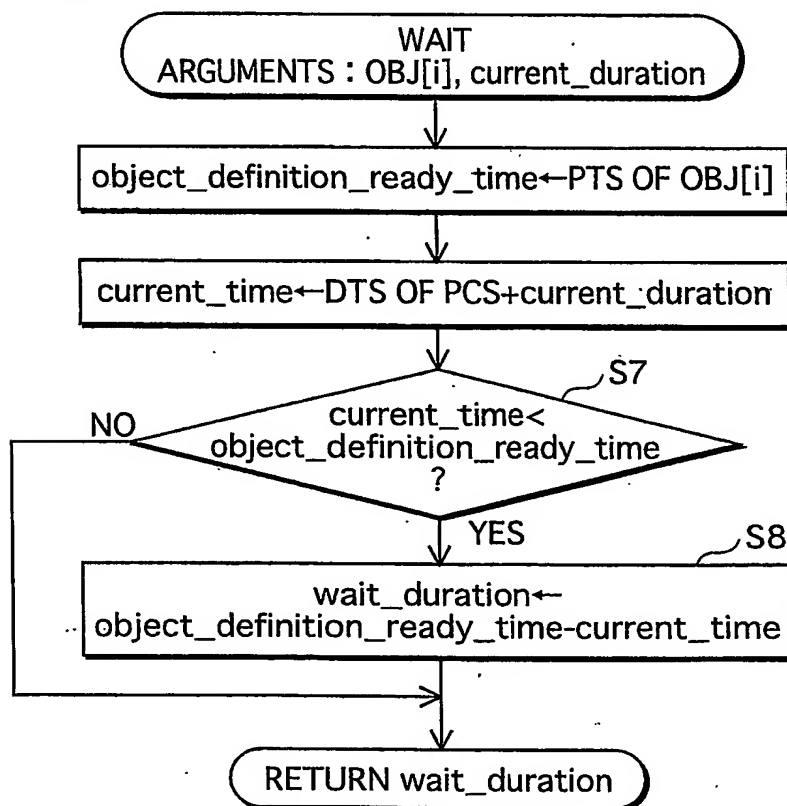 WAIT
ARGUMENTS : OBJ[i], current_duration
object_definition_ready_time←PTS OF OBJ[i]
current_time←DTS OF PCS+current_duration
S7
NO
current_time<
object_definition_ready_time
?
YES
S8
wait_duration←
object_definition_ready_time-current_time
RETURN wait_duration